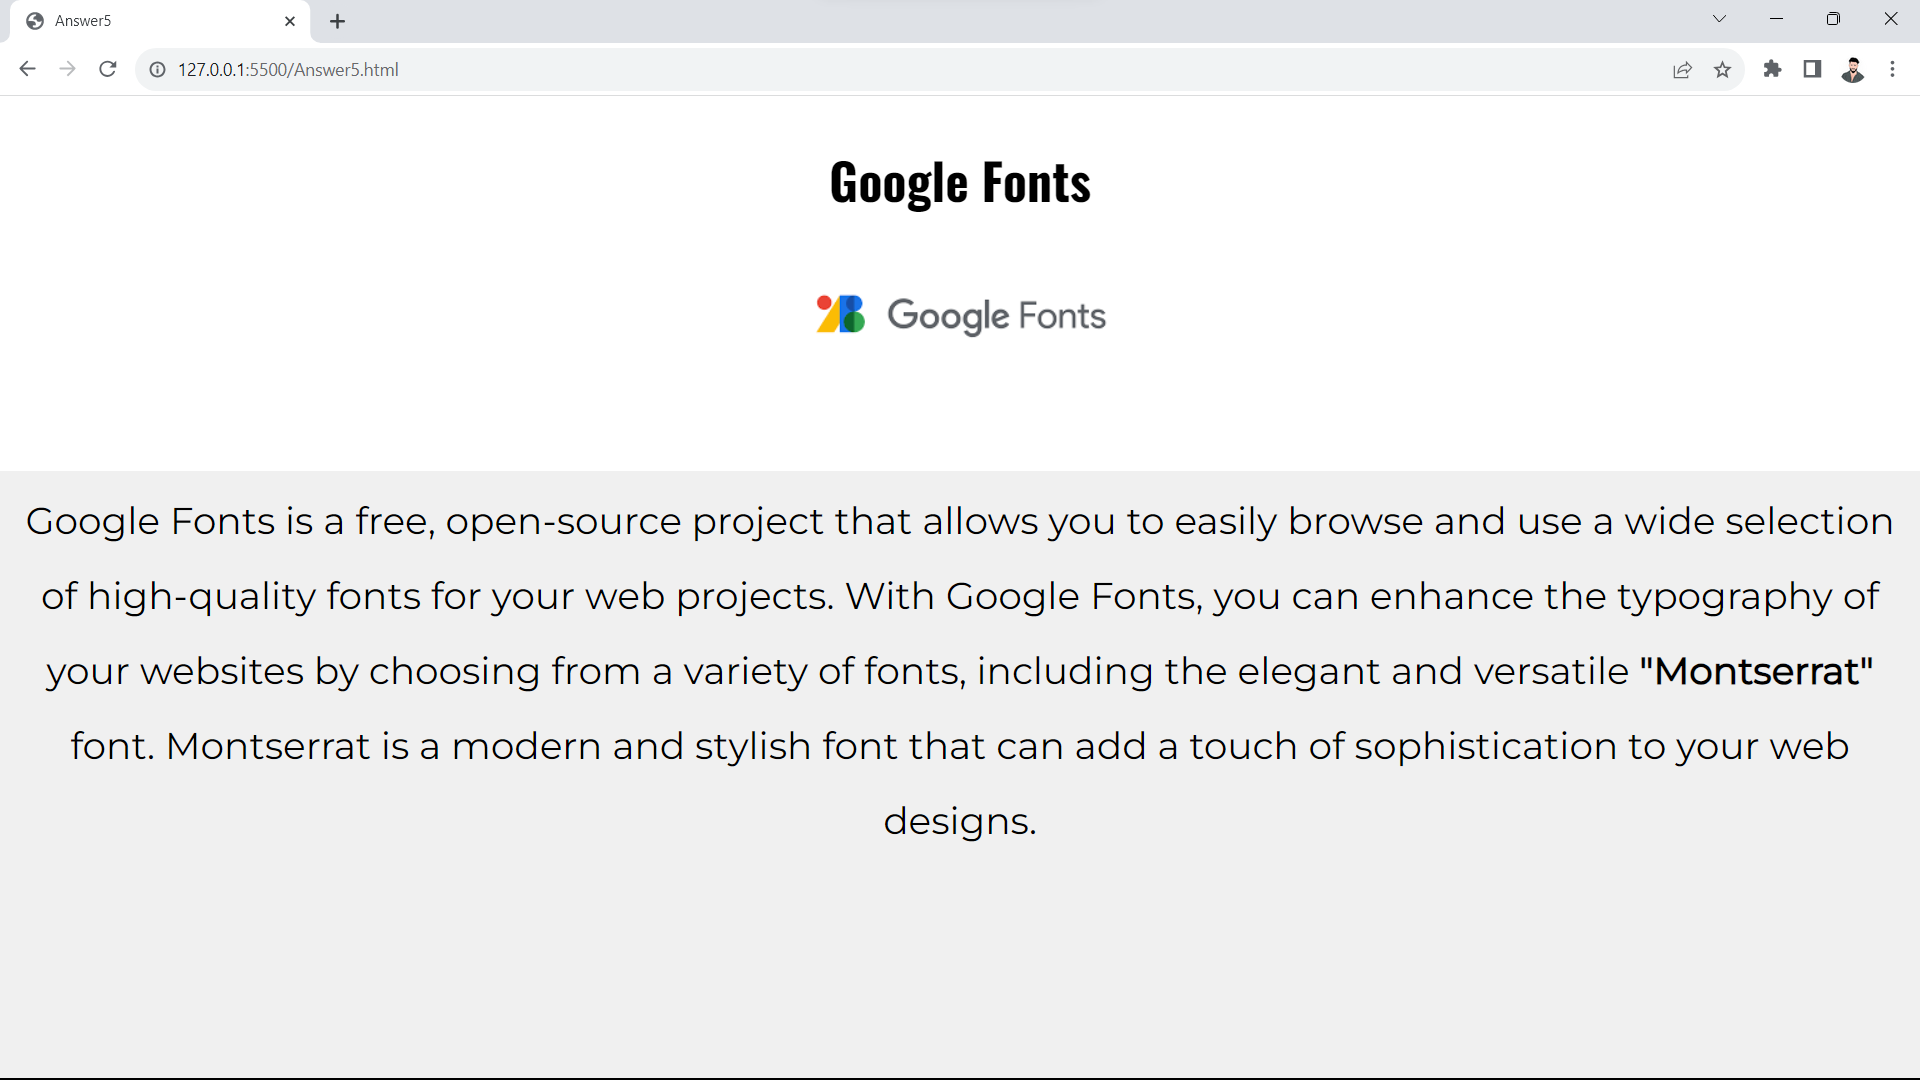 Answer5
127.0.0.1:5500/Answer5.html
Google Fonts
Google Fonts
Google Fonts is a free, open-source project that allows you to easily browse and use a wide selection
of high-quality fonts for your web projects. With Google Fonts, you can enhance the typography of
your websites by choosing from a variety of fonts, including the elegant and versatile "Montserrat"
font. Montserrat is a modern and stylish font that can add a touch of sophistication to your web
designs.